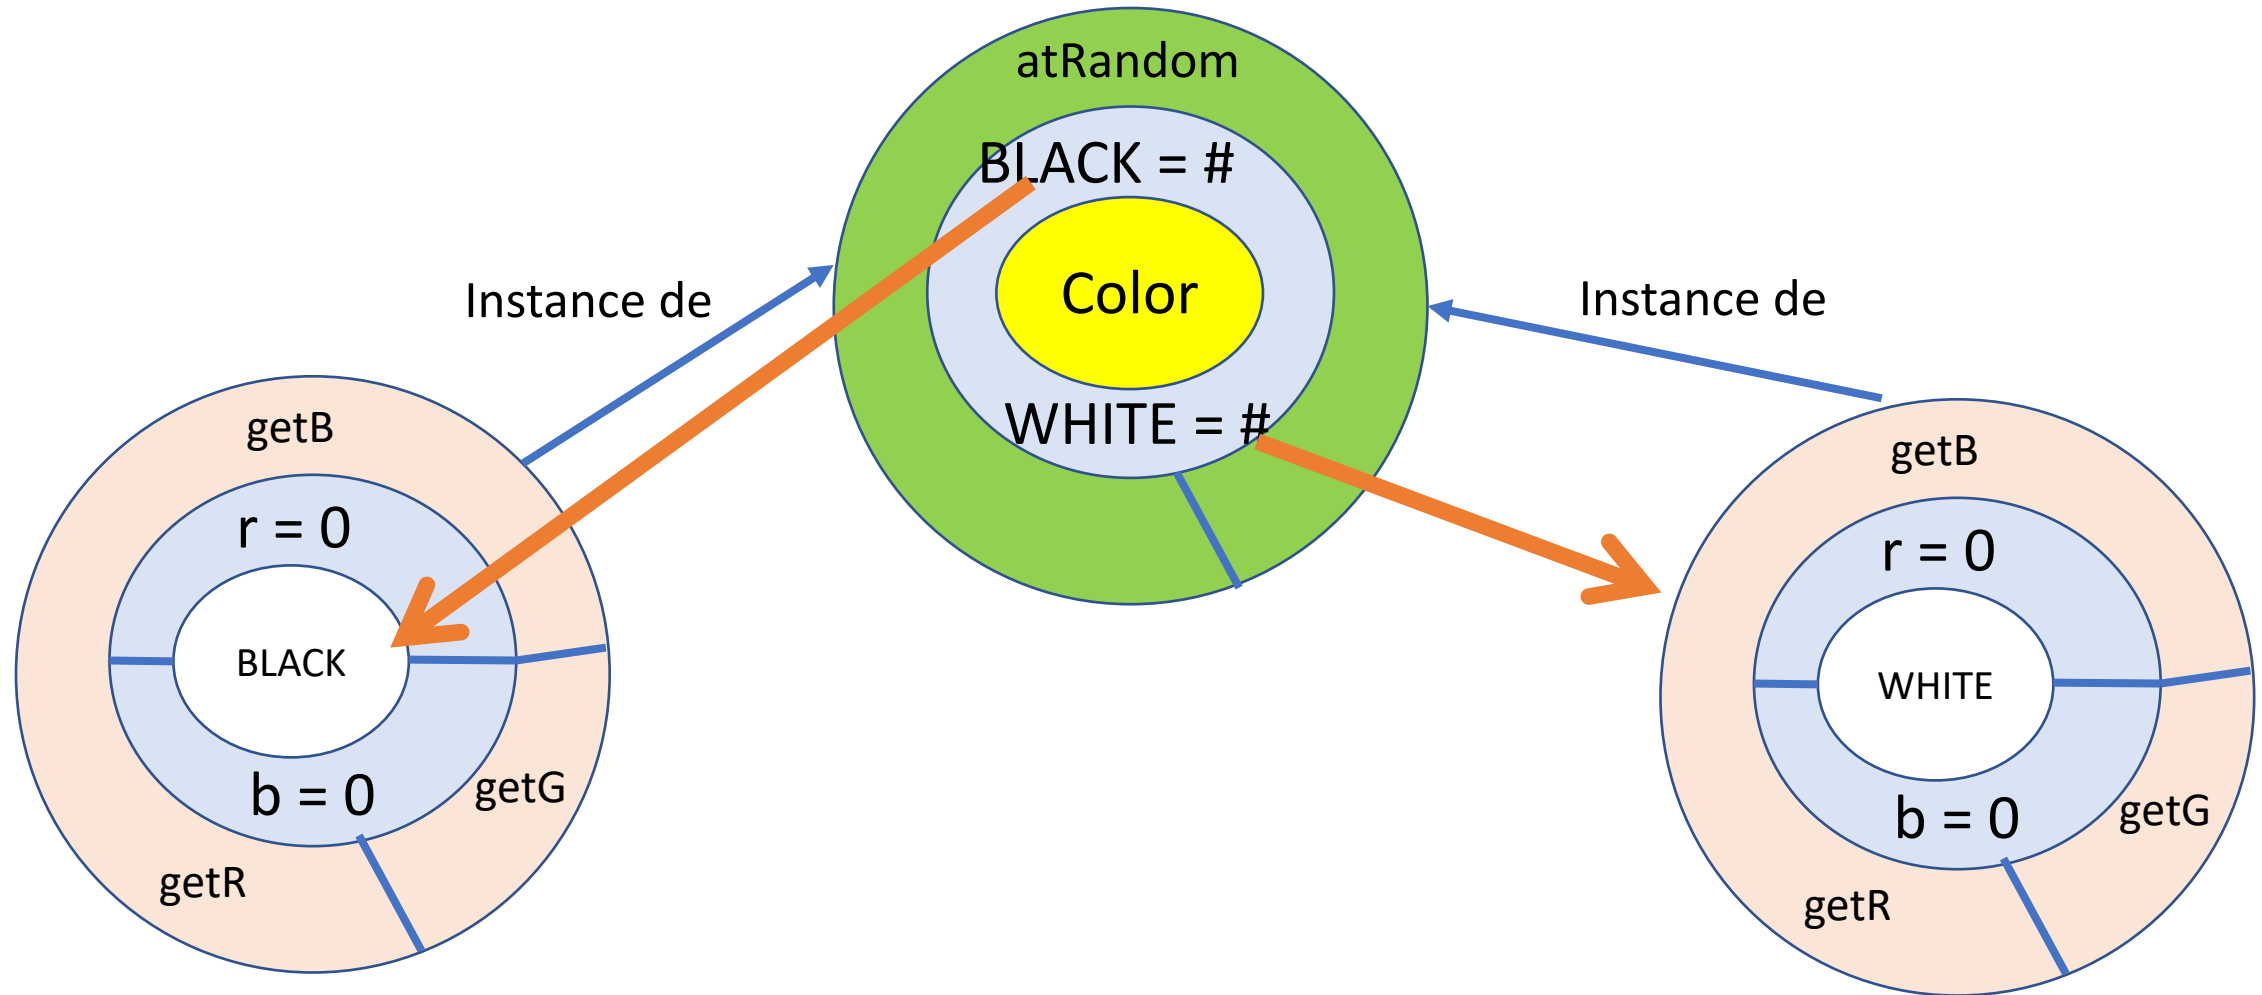 atRandom
BLACK = #
Color
WHITE = #
Instance de
Instance de
getB
r = 0
BLACK
b = 0
getG
getR
getB
r = 0
WHITE
b = 0
getG
getR